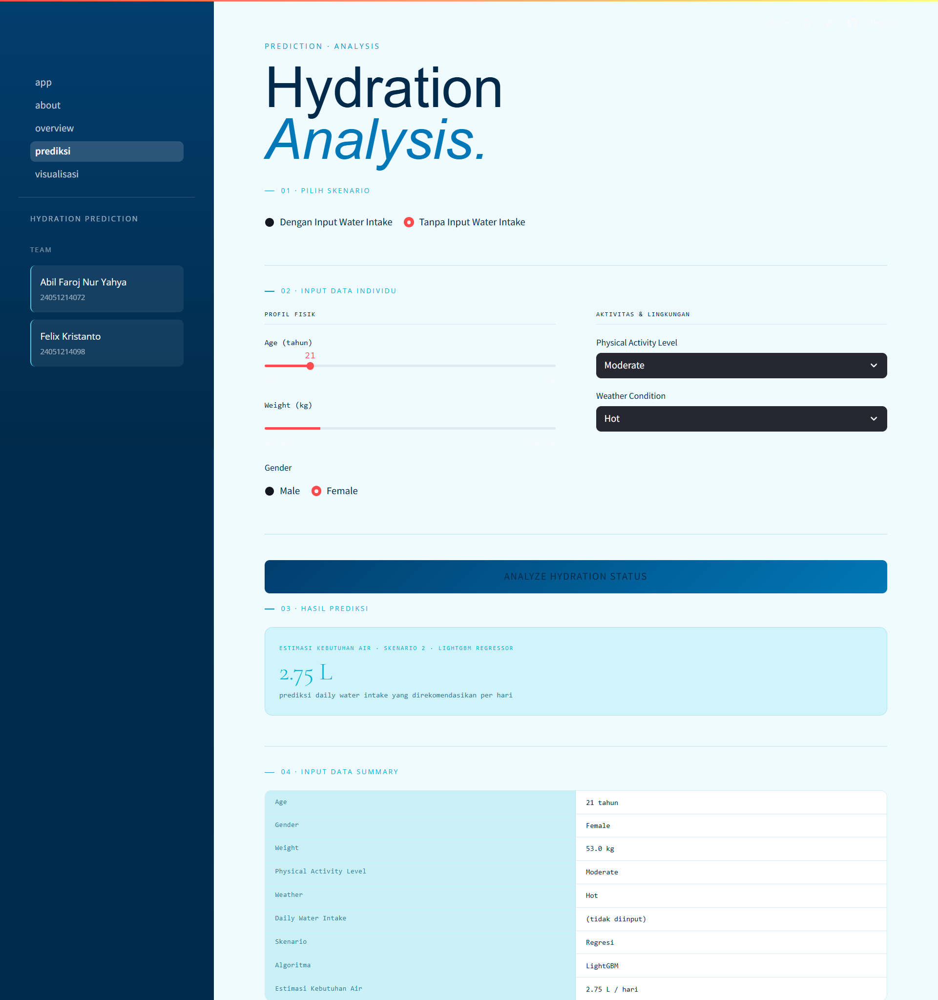 app
about
overview
prediksi
visualisasi
HYDRATION PREDICTION
TEAM
Abil Faroj Nur Yahya
24051214072
Felix Kristanto
24051214098
PREDICTION · ANALYSIS
Hydration
Analysis.
01 · PILIH SKENARIO
Dengan Input Water Intake
Tanpa Input Water Intake
02 · INPUT DATA INDIVIDU
PROFIL FISIK
Age (tahun)
21
Weight (kg)
Gender
Male
Female
AKTIVITAS & LINGKUNGAN
Physical Activity Level
Moderate
Weather Condition
Hot
ANALYZE HYDRATION STATUS
03 · HASIL PREDIKSI
ESTIMASI KEBUTUHAN AIR · SKENARIO 2 · LIGHTGBM REGRESSOR
2.75 L
prediksi daily water intake yang direkomendasikan per hari
04 · INPUT DATA SUMMARY
Age 21 tahun
Gender Female
Weight 53.0 kg
Physical Activity Level Moderate
Weather Hot
Daily Water Intake (tidak diinput)
Skenario Regresi
Algoritma LightGBM
Estimasi Kebutuhan Air 2.75 L / hari